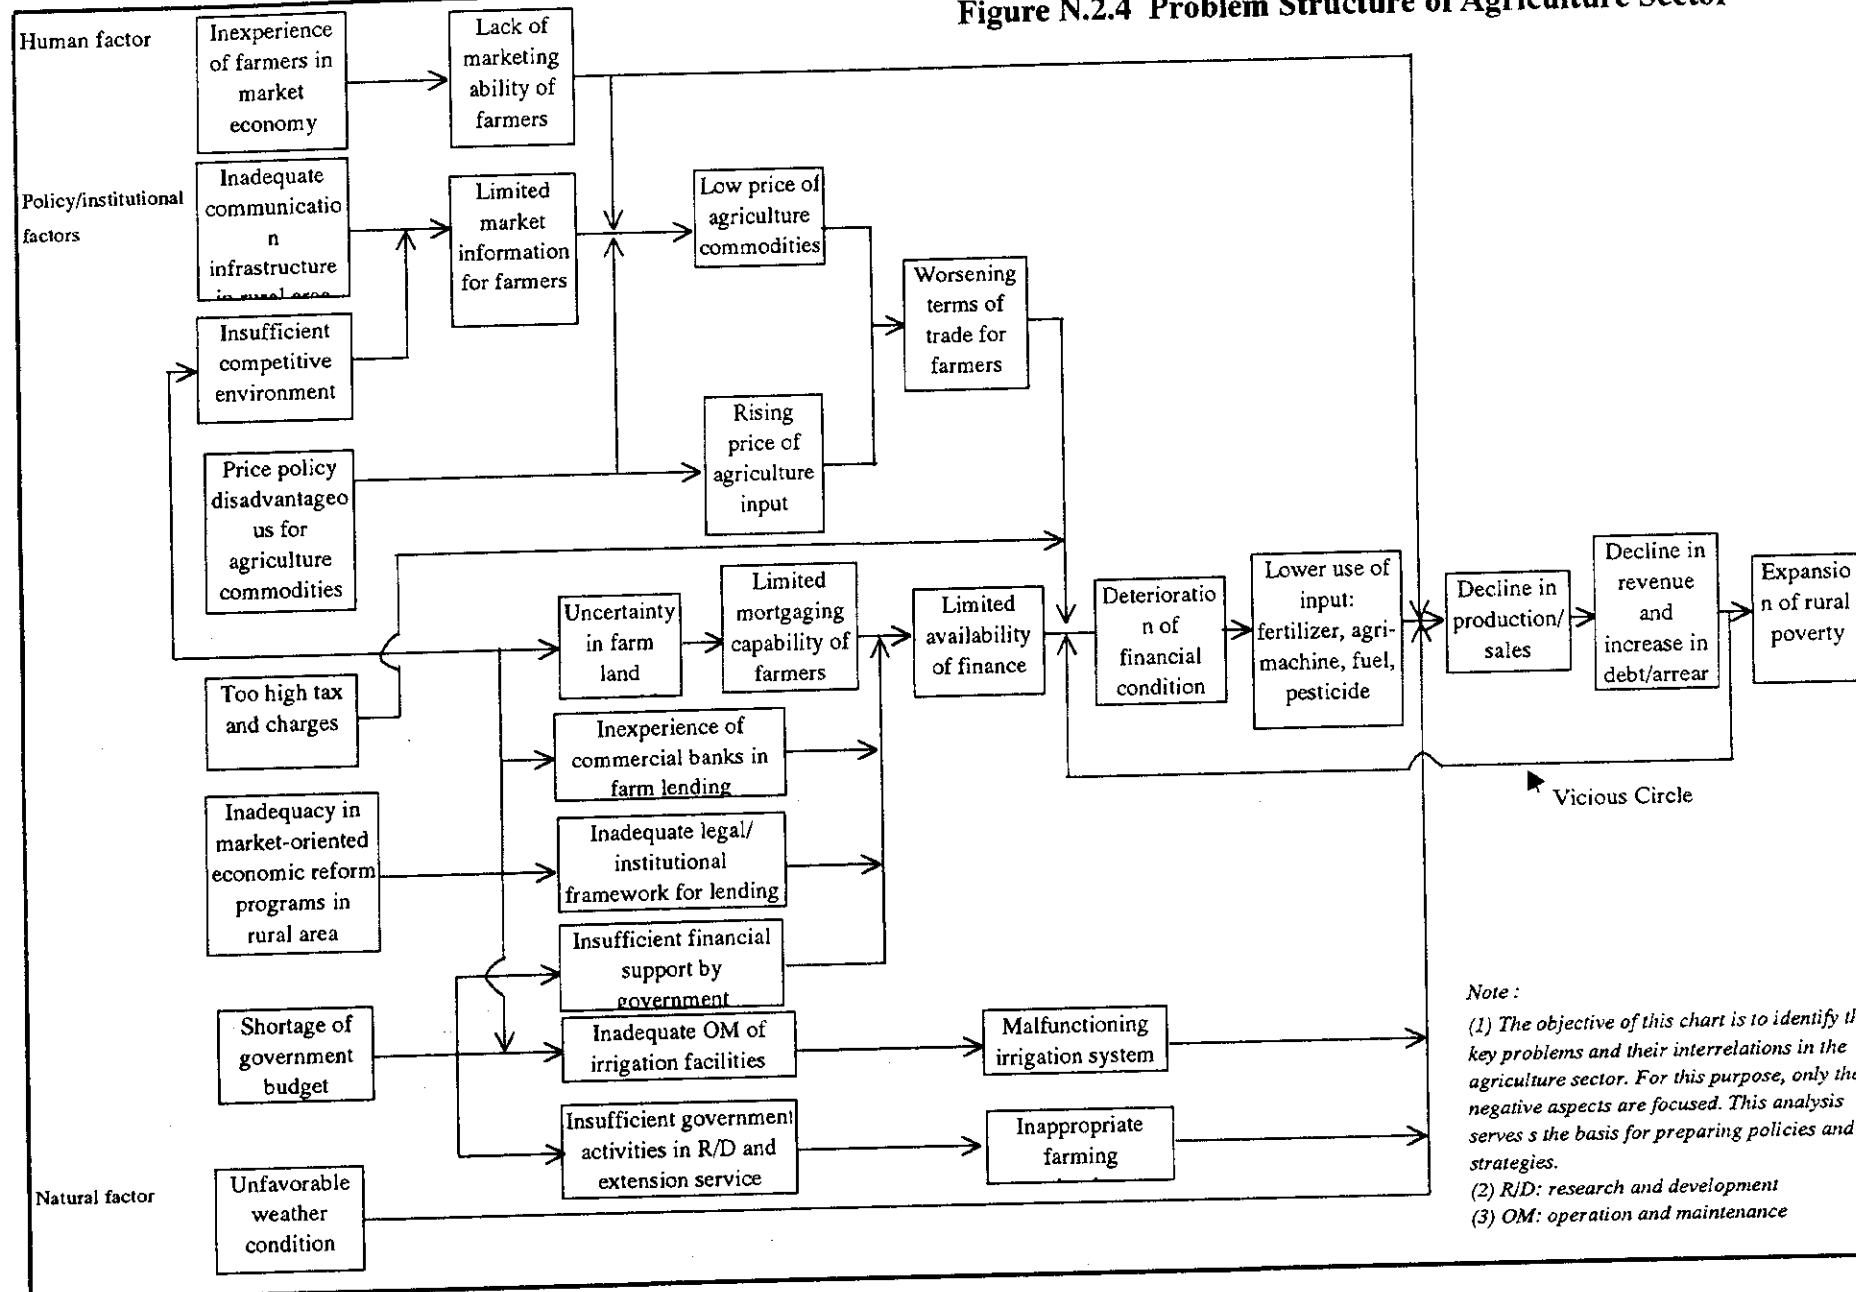 Figure N.2.4 Problem Structure of Agriculture Sector
Human factor
Inexperience
of farmers in
market
economy
Lack of
marketing
ability of
farmers
Policy/institutional
factors
Inadequate
communicatio
n
infrastructure
in rural area
Limited
market
information
for farmers
Low price of
agriculture
commodities
Worsening
terms of
trade for
farmers
Insufficient
competitive
environment
Rising
price of
agriculture
input
Price policy
disadvantageo
us for
agriculture
commodities
Uncertainty
in farm
land
Limited
mortgaging
capability of
farmers
Limited
availability
of finance
Deterioratio
n of
financial
condition
Lower use of
input:
fertilizer, agri-
machine, fuel,
pesticide
Decline in
production/
sales
Decline in
revenue
and
increase in
debt/arrear
Expansio
n of rural
poverty
Too high tax
and charges
Inexperience of
commercial banks in
farm lending
Vicious Circle
Inadequacy in
market-oriented
economic reform
programs in
rural area
Inadequate legal/
institutional
framework for lending
Insufficient financial
support by
government
Shortage of
government
budget
Inadequate OM of
irrigation facilities
Malfunctioning
irrigation system
Insufficient government
activities in R/D and
extension service
Inappropriate
farming
Natural factor
Unfavorable
weather
condition
Note :
(1) The objective of this chart is to identify th
key problems and their interrelations in the
agriculture sector. For this purpose, only the
negative aspects are focused. This analysis
serves s the basis for preparing policies and
strategies.
(2) R/D: research and development
(3) OM: operation and maintenance